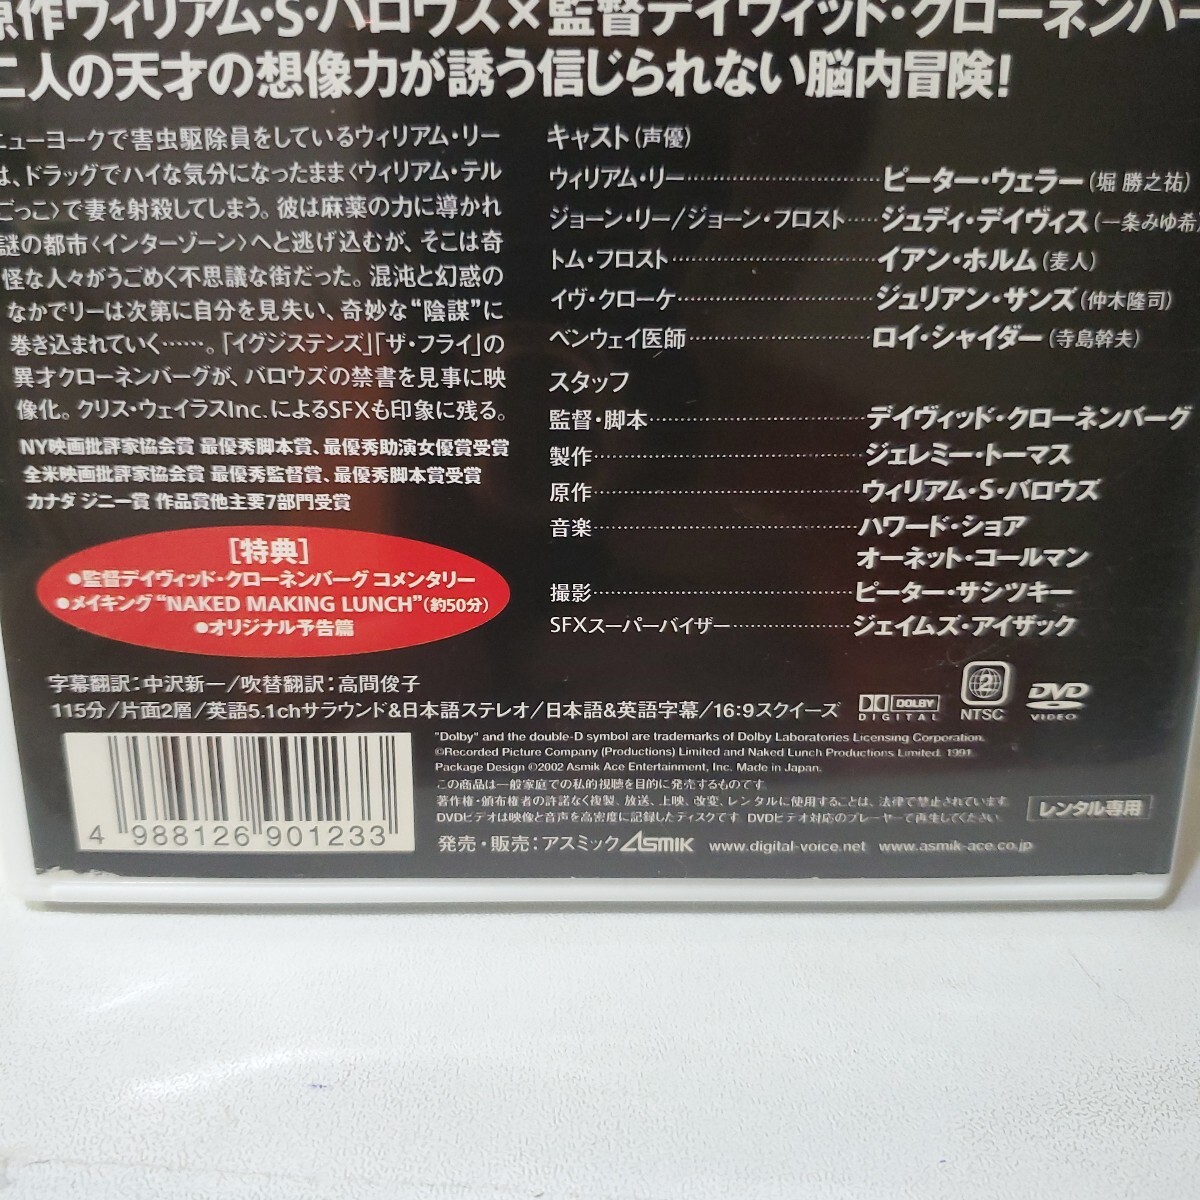 原作ウィリアム・S・バロウズ×監督デイヴィッド・クローネンバー
二人の天才の想像力が誘う信じられない脳内冒険!
ニューヨークで害虫駆除員をしているウィリアム・リー
は、ドラッグでハイな気分になったまま〈ウィリアム・テル
ごっこ〉で妻を射殺してしまう。彼は麻薬の力に導かれ
謎の都市〈インターゾーン〉へと逃げ込むが、そこは奇
怪な人々がうごめく不思議な街だった。混沌と幻惑の
なかでリーは次第に自分を見失い、奇妙な“陰謀”に
巻き込まれていく……。「イグジステンズ」「ザ・フライ」の
異才クローネンバーグが、バロウズの禁書を見事に映
像化。クリス・ウェイラスInc.によるSFXも印象に残る。
NY映画批評家協会賞 最優秀脚本賞、最優秀助演女優賞受賞
全米映画批評家協会賞 最優秀監督賞、最優秀脚本賞受賞
カナダ ジニー賞 作品賞他主要7部門受賞
[特典]
●監督デイヴィッド・クローネンバーグ コメンタリー
●メイキング“NAKED MAKING LUNCH”(約50分)
●オリジナル予告篇
キャスト(声優)
ウィリアム・リー……ピーター・ウェラー(堀 勝之祐)
ジョーン・リー/ジョーン・フロスト……ジュディ・デイヴィス(一条みゆ希)
トム・フロスト……イアン・ホルム(麦人)
イヴ・クローケ……ジュリアン・サンズ(仲木隆司)
ベンウェイ医師……ロイ・シャイダー(寺島幹夫)
スタッフ
監督・脚本……デイヴィッド・クローネンバーグ
製作……ジェレミー・トーマス
原作……ウィリアム・S・バロウズ
音楽……ハワード・ショア
オーネット・コールマン
撮影……ピーター・サシツキー
SFXスーパーバイザー……ジェイムズ・アイザック
字幕翻訳:中沢新一/吹替翻訳:高間俊子
115分/片面2層/英語5.1chサラウンド&日本語ステレオ/日本語&英語字幕/16:9スクイーズ
DOLBY DIGITAL
2 NTSC
DVD VIDEO
"Dolby" and the double-D symbol are trademarks of Dolby Laboratories Licensing Corporation.
©Recorded Picture Company (Productions) Limited and Naked Lunch Productions Limited. 1991
Package Design ©2002 Asmik Ace Entertainment, Inc. Made in Japan.
この商品は一般家庭での私的視聴を目的に発売するものです。
著作権・頒布権者の許諾なく複製、放送、上映、改変、レンタルに使用することは、法律で禁止されています。
DVDビデオは映像と音声を高密度に記録したディスクです。DVDビデオ対応のプレーヤーで再生してください。
レンタル専用
発売・販売:アスミック ASMIK www.digital-voice.net www.asmik-ace.co.jp
4 988126 901233